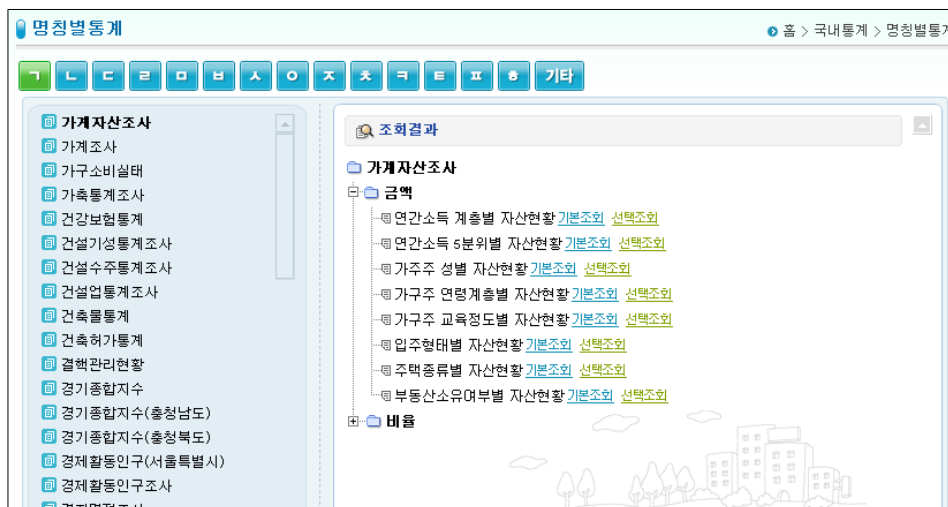 명칭별통계
홈 > 국내통계 > 명칭별통계
ㄱ ㄴ ㄷ ㄹ ㅁ ㅂ ㅅ ㅇ ㅈ ㅊ ㅋ ㅌ ㅍ ㅎ 기타
가계자산조사
가계조사
가구소비실태
가축통계조사
건강보험통계
건설기성통계조사
건설수주통계조사
건설업통계조사
건축물통계
건축허가통계
결핵관리현황
경기종합지수
경기종합지수(충청남도)
경기종합지수(충청북도)
경제활동인구(서울특별시)
경제활동인구조사
조회결과
가계자산조사
금액
연간소득 계층별 자산현황 기본조회 선택조회
연간소득 5분위별 자산현황 기본조회 선택조회
가주주 성별 자산현황 기본조회 선택조회
가구주 연령계층별 자산현황 기본조회 선택조회
가구주 교육정도별 자산현황 기본조회 선택조회
입주형태별 자산현황 기본조회 선택조회
주택종류별 자산현황 기본조회 선택조회
부동산소유여부별 자산현황 기본조회 선택조회
비율